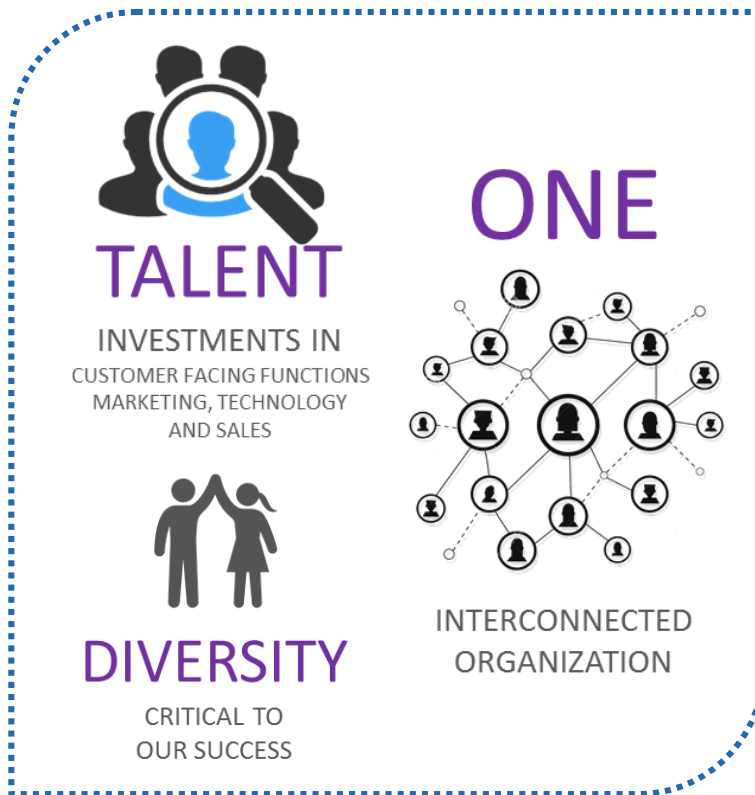 TALENT
INVESTMENTS IN
CUSTOMER FACING FUNCTIONS
MARKETING, TECHNOLOGY
AND SALES
DIVERSITY
CRITICAL TO
OUR SUCCESS
ONE
INTERCONNECTED
ORGANIZATION